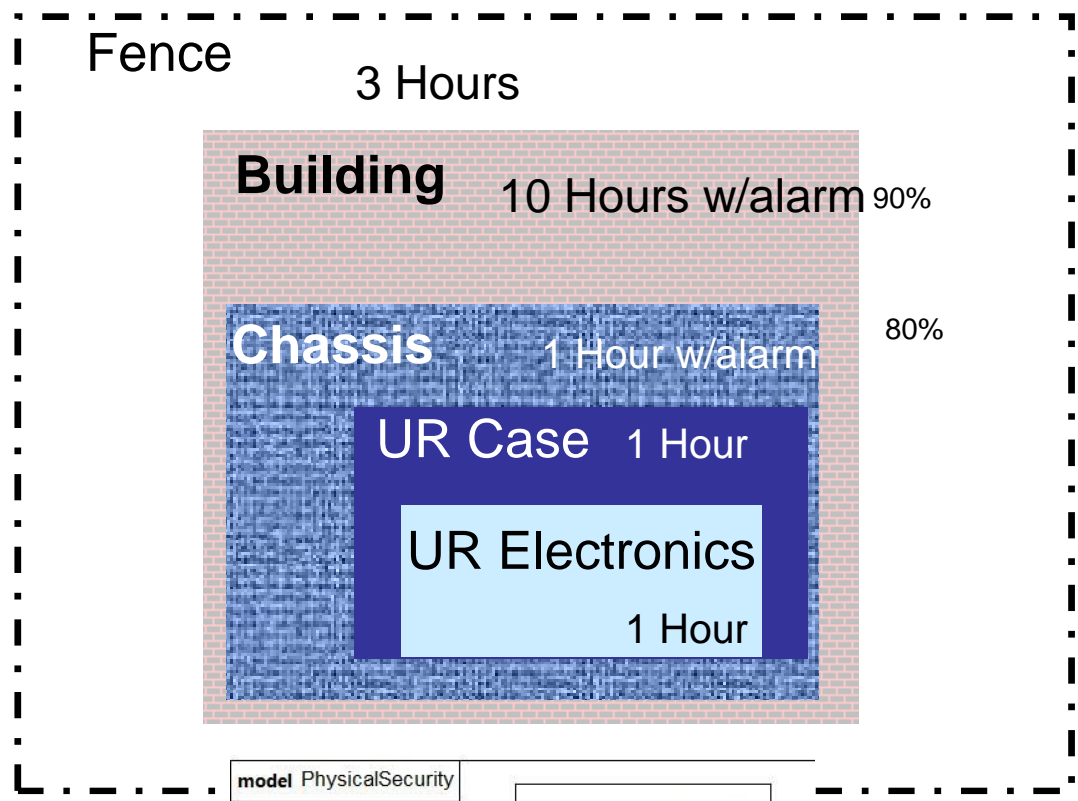 Fence
3 Hours
Building
10 Hours w/alarm 90%
80%
Chassis
1 Hour w/alarm
UR Case 1 Hour
UR Electronics
1 Hour
model PhysicalSecurity